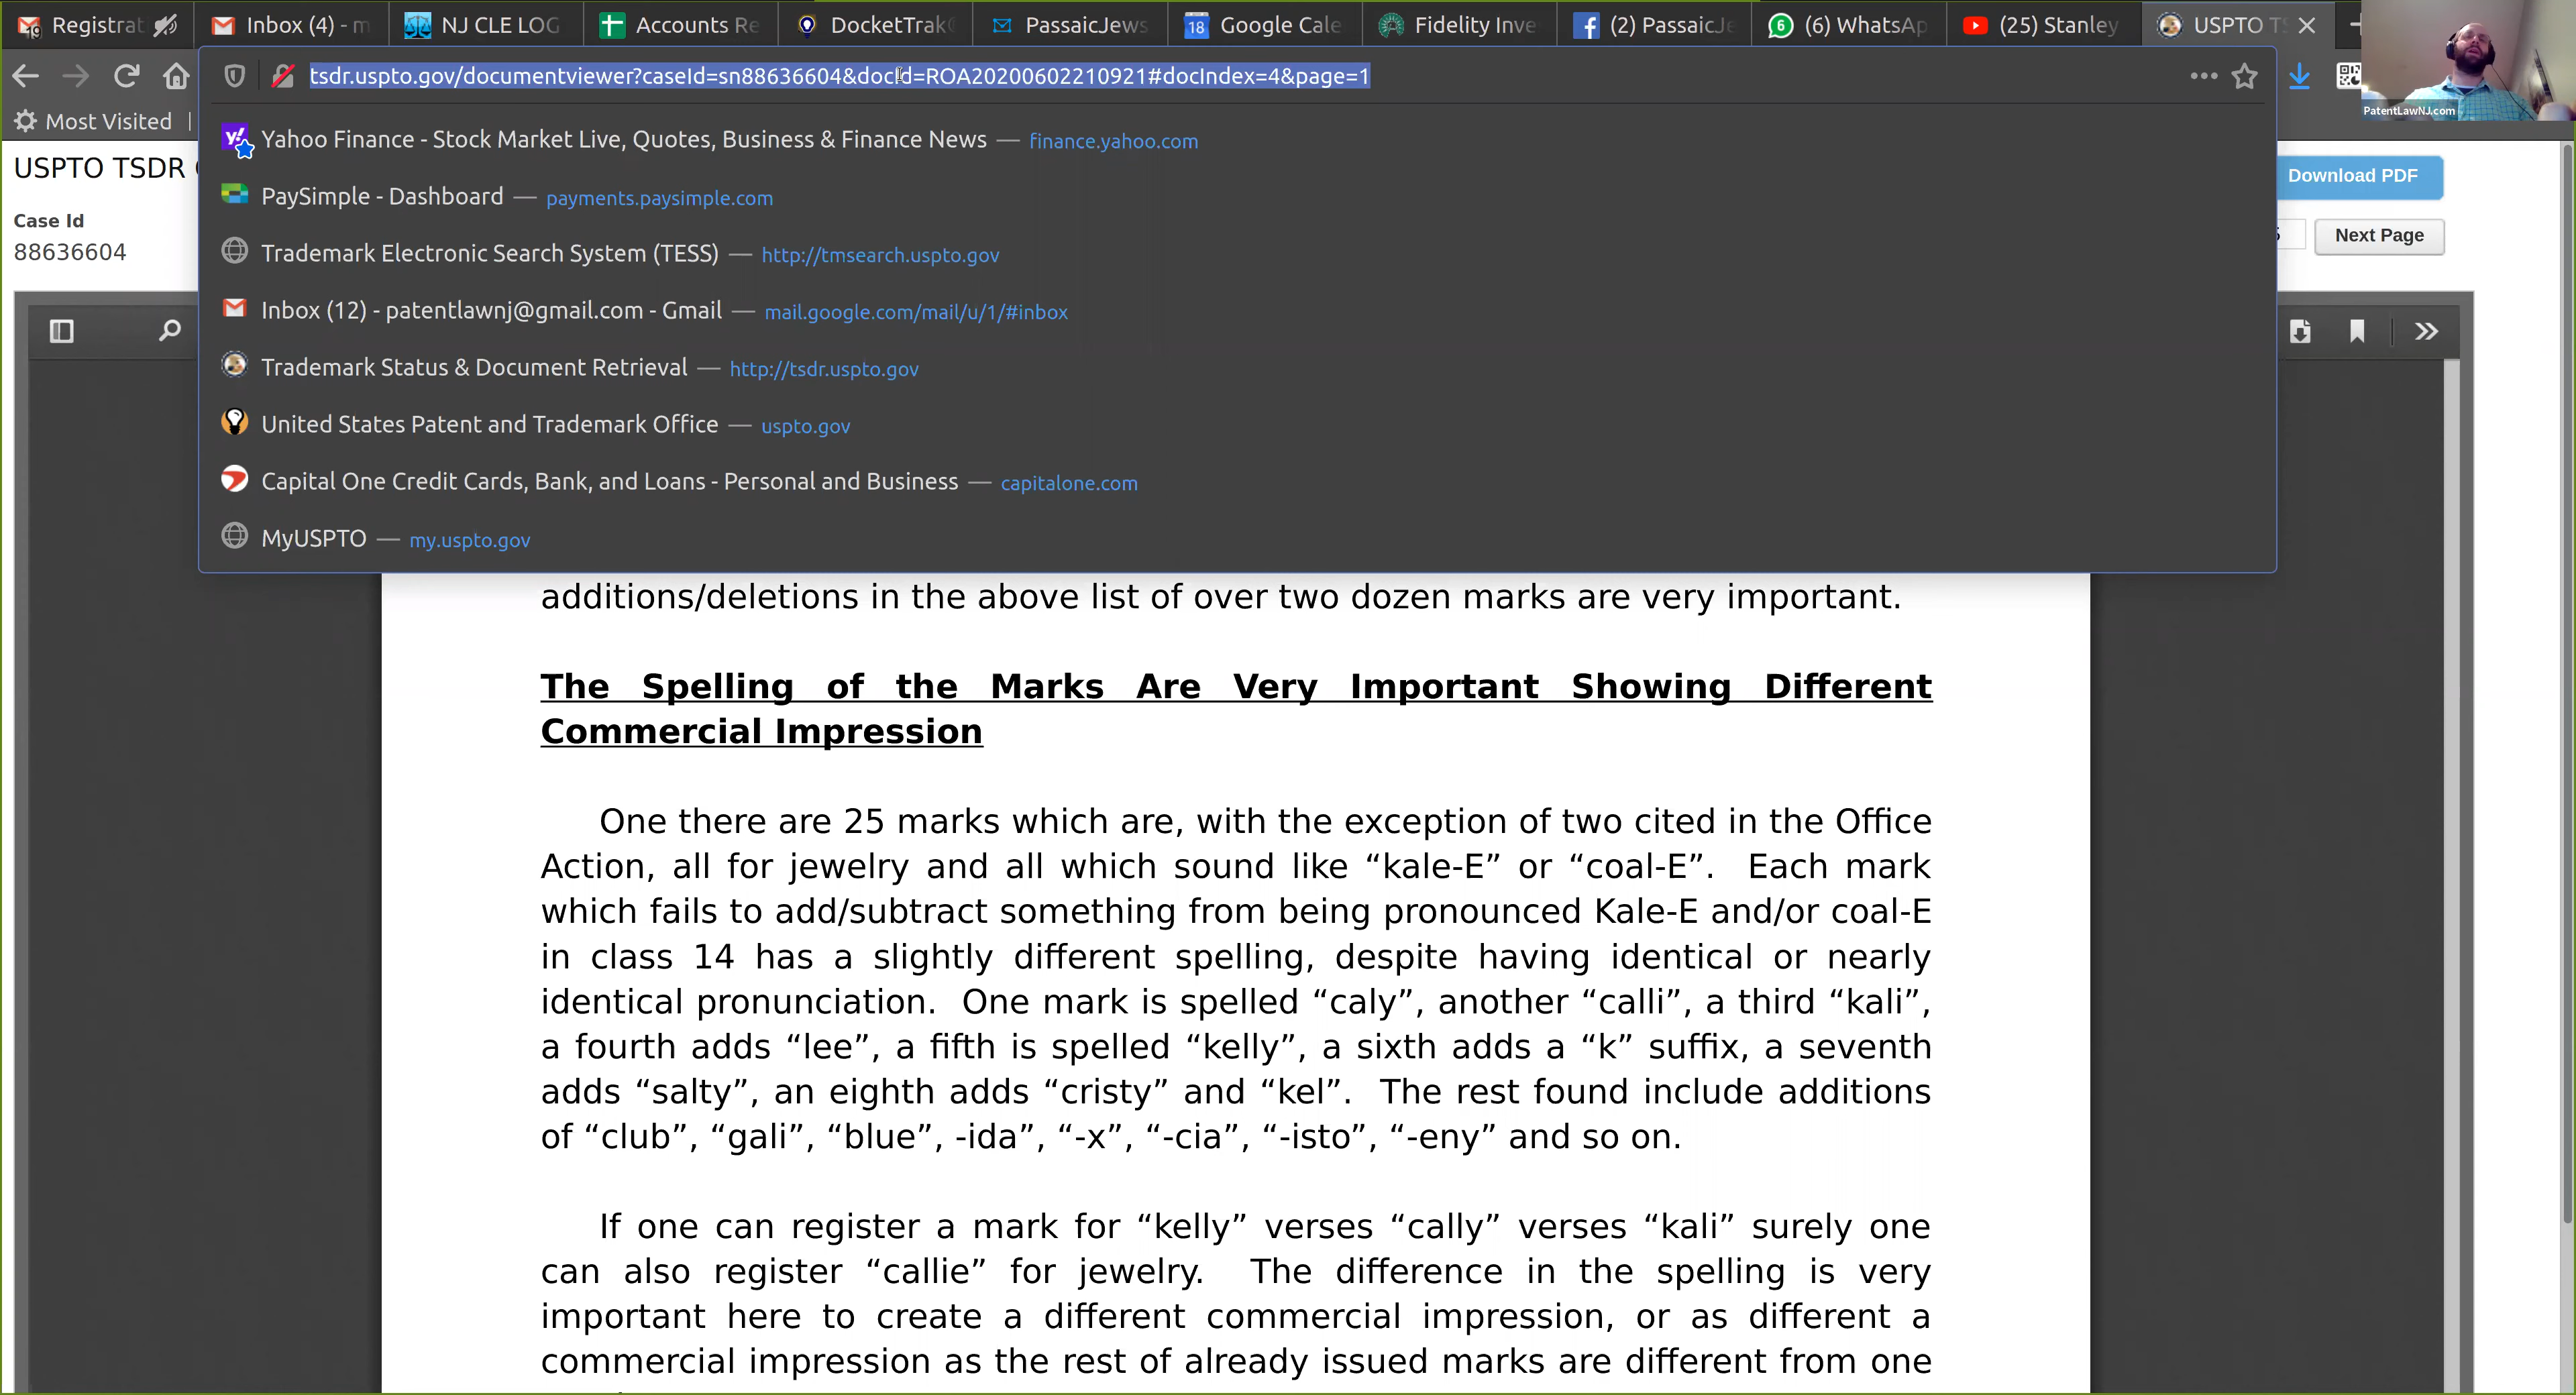 Registrat
Inbox (4) - m
NJ CLE LOG
Accounts Re
DocketTrak
PassaicJews
Google Cale
Fidelity Inve
(2) PassaicJe
(6) WhatsAp
(25) Stanley
USPTO T
tsdr.uspto.gov/documentviewer?caseId=sn88636604&docId=ROA20200602210921#docIndex=4&page=1
PatentLawNJ.com
Most Visited
Yahoo Finance - Stock Market Live, Quotes, Business & Finance News — finance.yahoo.com
USPTO TSDR
Download PDF
PaySimple - Dashboard — payments.paysimple.com
Case Id
88636604
Next Page
Trademark Electronic Search System (TESS) — http://tmsearch.uspto.gov
Inbox (12) - patentlawnj@gmail.com - Gmail — mail.google.com/mail/u/1/#inbox
Trademark Status & Document Retrieval — http://tsdr.uspto.gov
United States Patent and Trademark Office — uspto.gov
Capital One Credit Cards, Bank, and Loans - Personal and Business — capitalone.com
MyUSPTO — my.uspto.gov
additions/deletions in the above list of over two dozen marks are very important.
The Spelling of the Marks Are Very Important Showing Different
Commercial Impression
One there are 25 marks which are, with the exception of two cited in the Office
Action, all for jewelry and all which sound like “kale-E” or “coal-E”. Each mark
which fails to add/subtract something from being pronounced Kale-E and/or coal-E
in class 14 has a slightly different spelling, despite having identical or nearly
identical pronunciation. One mark is spelled “caly”, another “calli”, a third “kali”,
a fourth adds “lee”, a fifth is spelled “kelly”, a sixth adds a “k” suffix, a seventh
adds “salty”, an eighth adds “cristy” and “kel”. The rest found include additions
of “club”, “gali”, “blue”, -ida”, “-x”, “-cia”, “-isto”, “-eny” and so on.
If one can register a mark for “kelly” verses “cally” verses “kali” surely one
can also register “callie” for jewelry. The difference in the spelling is very
important here to create a different commercial impression, or as different a
commercial impression as the rest of already issued marks are different from one